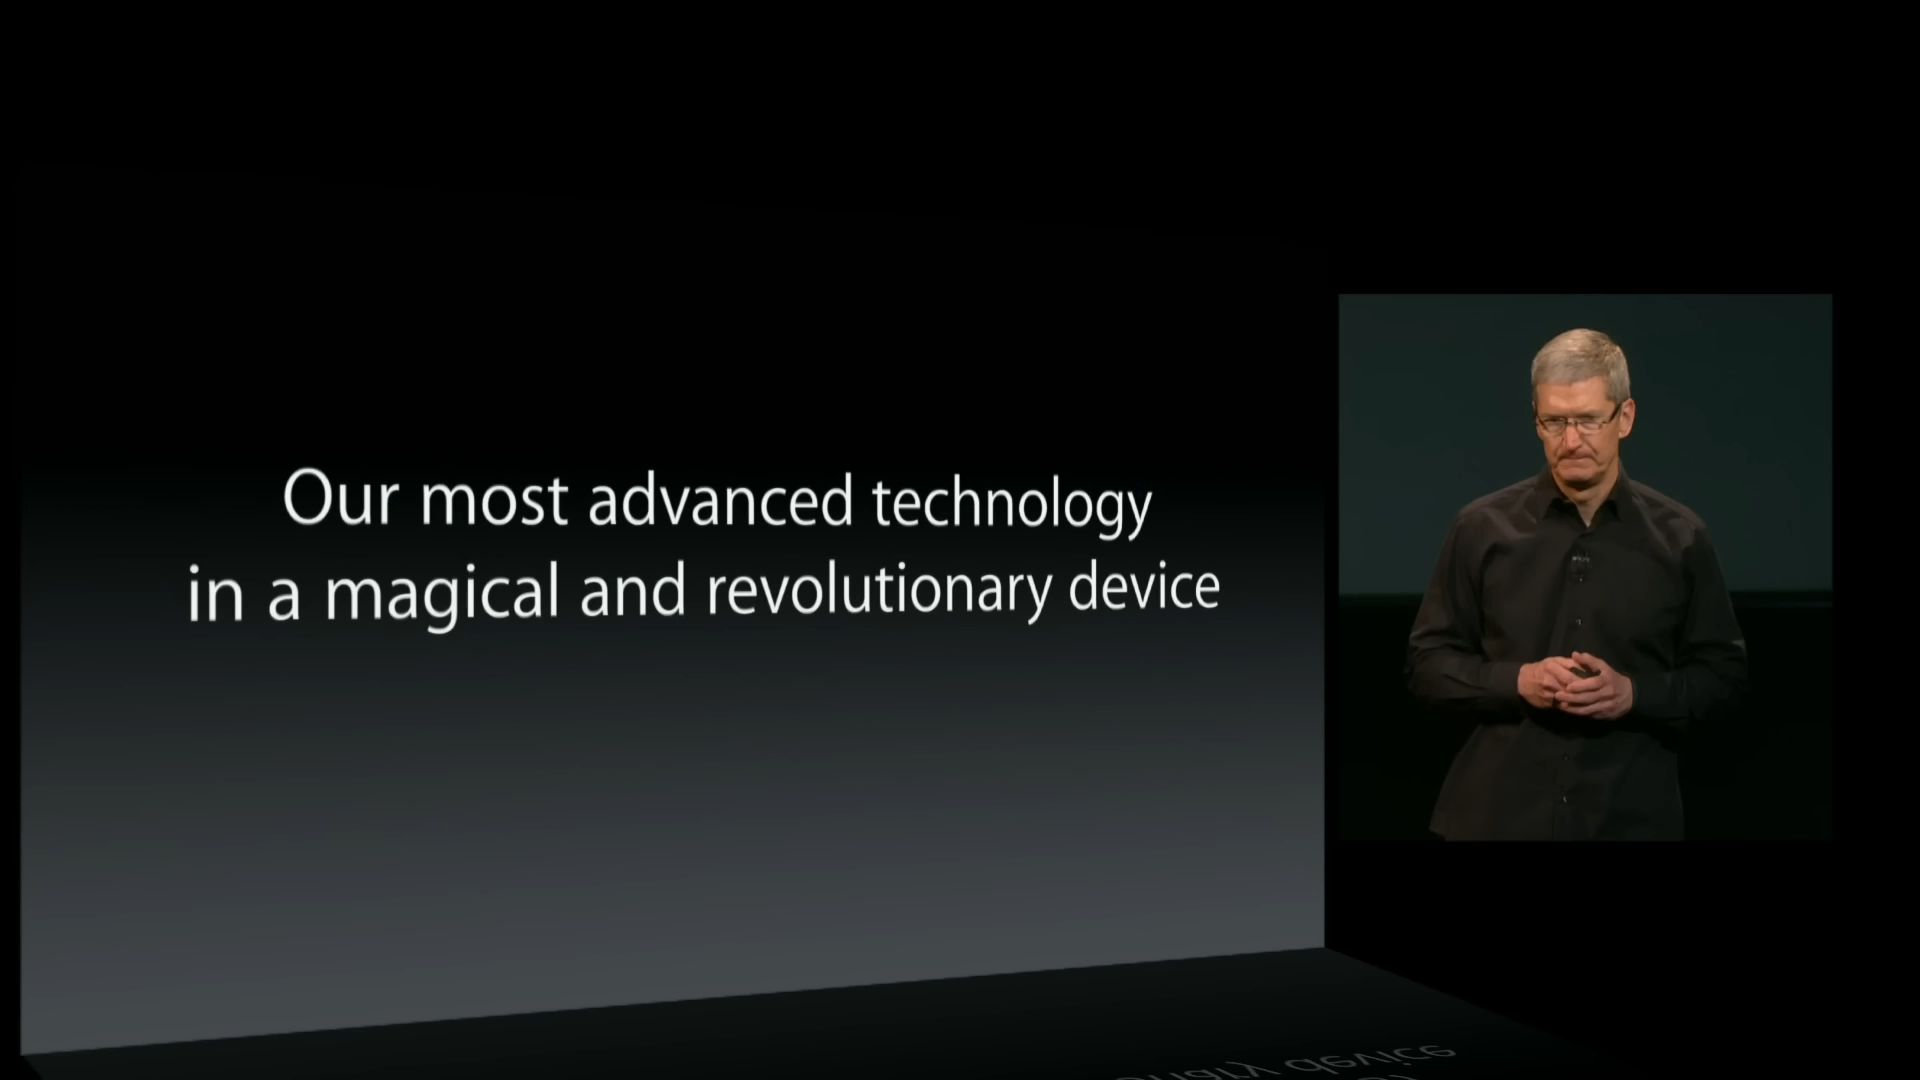 Our most advanced technology
in a magical and revolutionary device